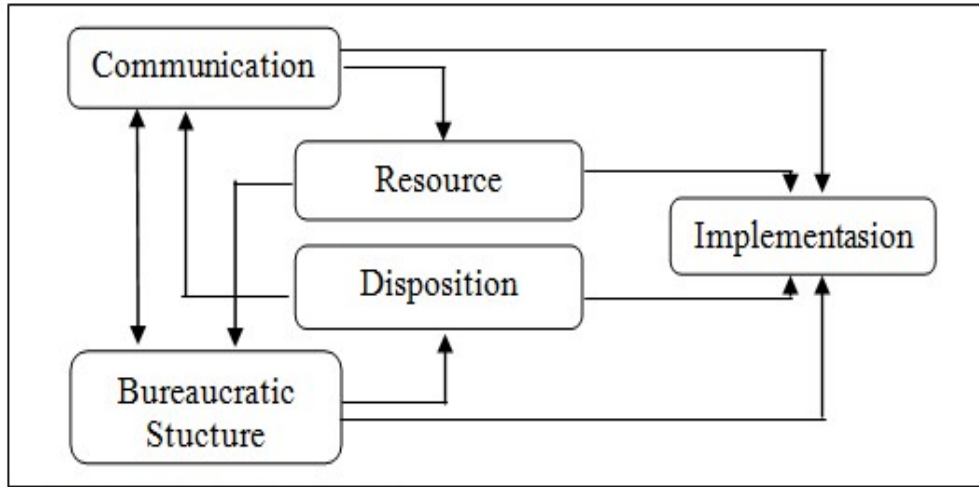 Communication
Resource
Implementasion
Disposition
Bureaucratic
Stucture